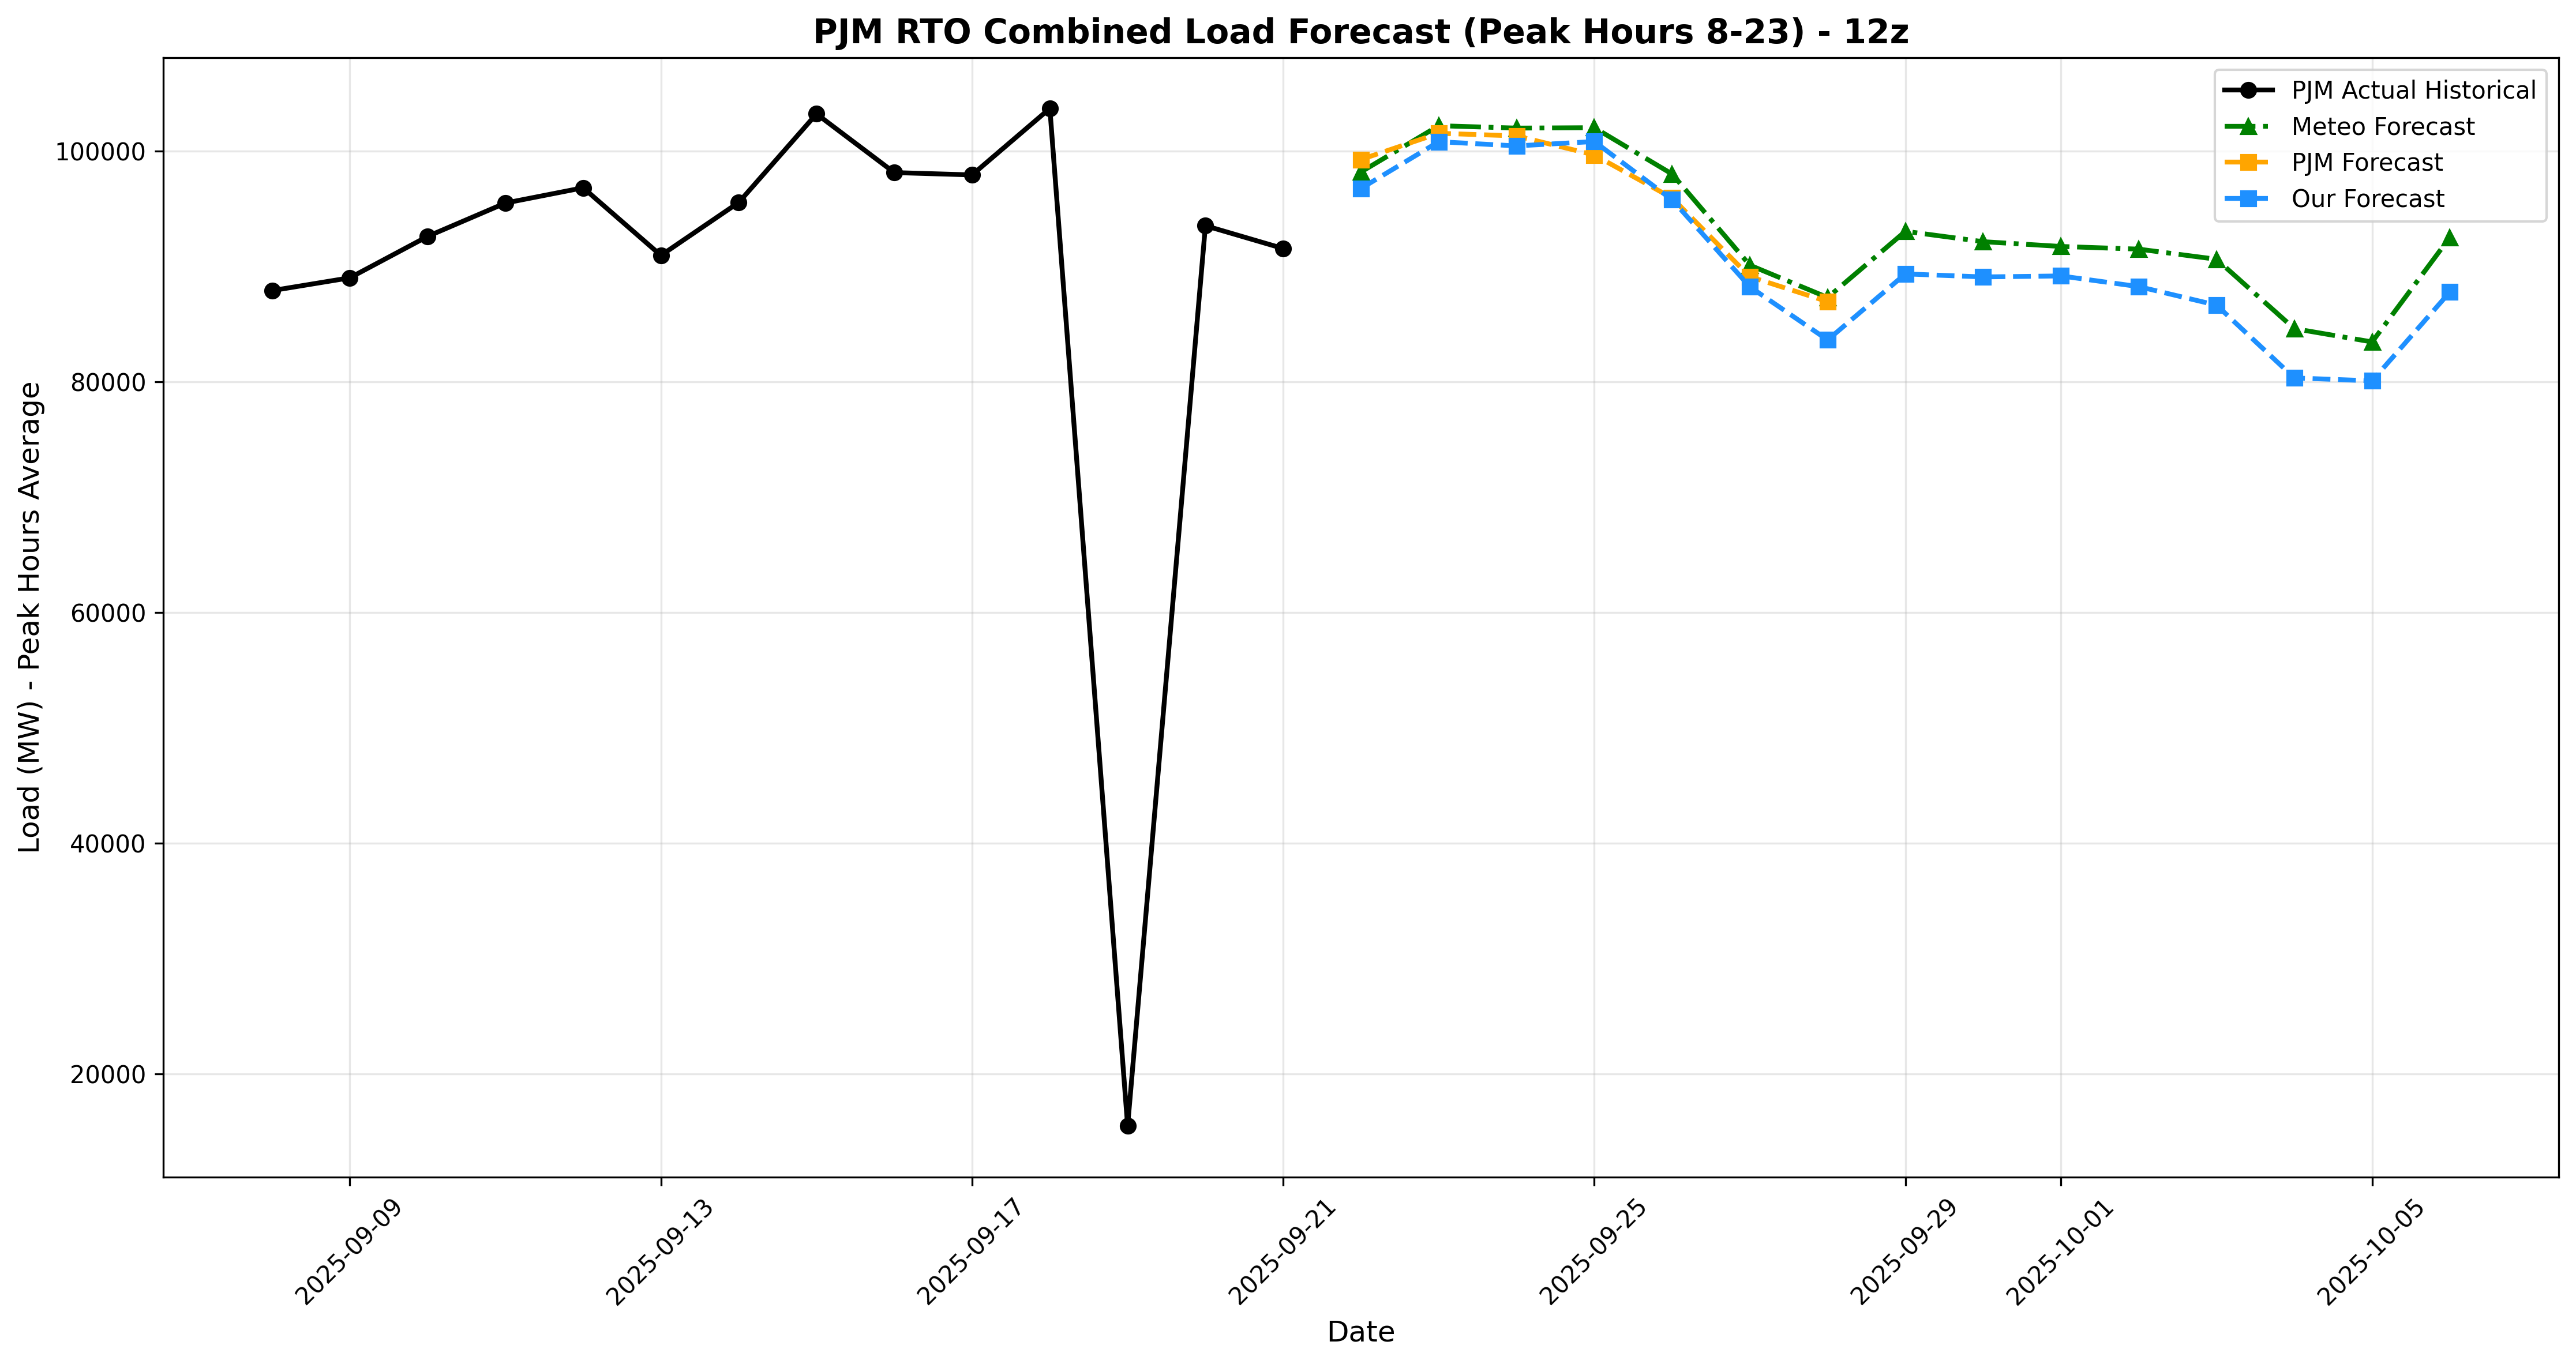 PJM RTO Combined Load Forecast (Peak Hours 8-23) - 12z
PJM Actual Historical
Meteo Forecast
PJM Forecast
Our Forecast
Load (MW) - Peak Hours Average
100000
80000
60000
40000
20000
2025-09-09
2025-09-13
2025-09-17
2025-09-21
2025-09-25
2025-09-29
2025-10-01
2025-10-05
Date